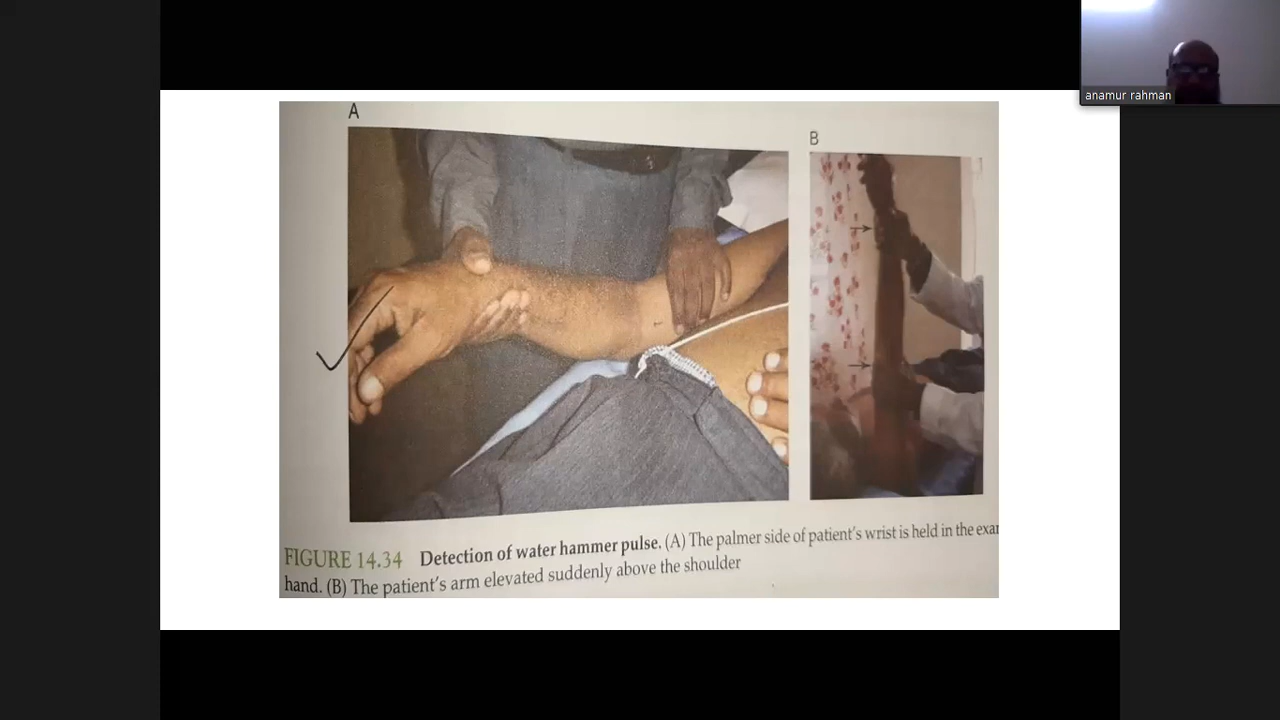 anamur rahman
A
B
FIGURE 14.34 Detection of water hammer pulse. (A) The palmer side of patient's wrist is held in the exar
hand. (B) The patient's arm elevated suddenly above the shoulder